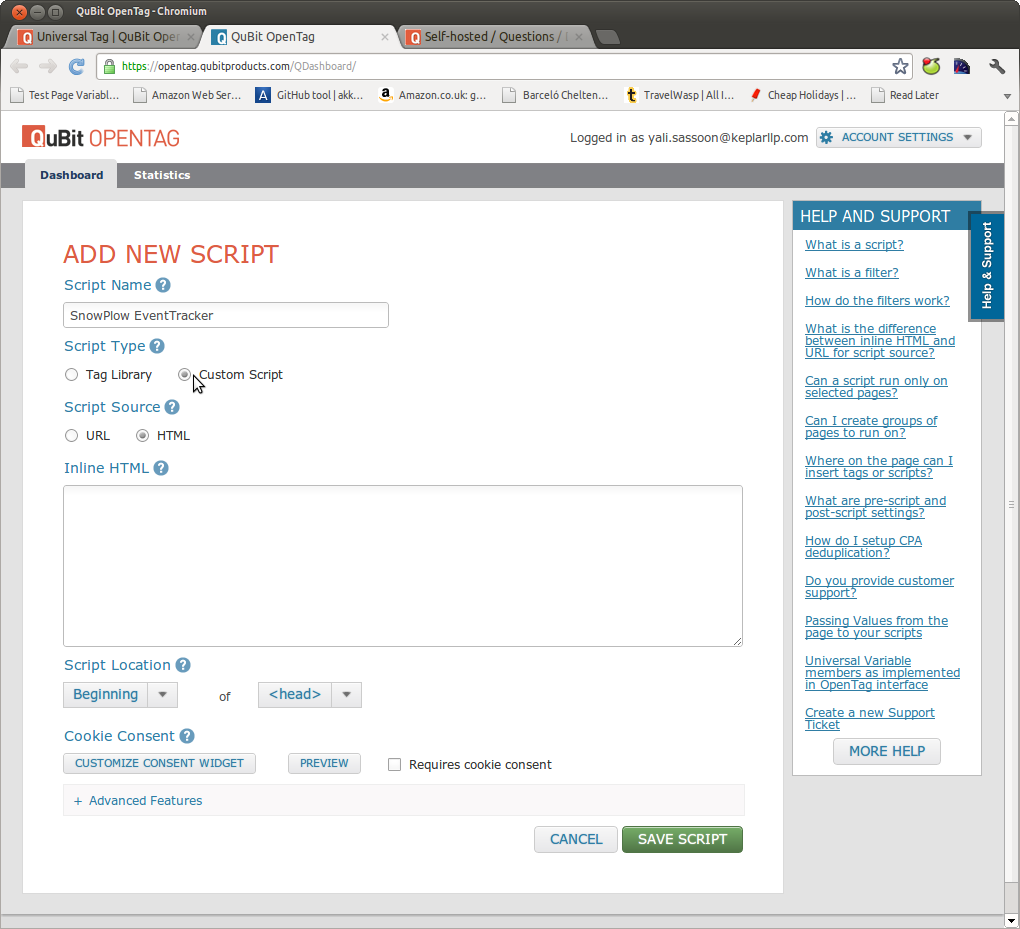 QuBit OpenTag - Chromium
Universal Tag | QuBit Open
QuBit OpenTag
Self-hosted / Questions /
https://opentag.qubitproducts.com/QDashboard/
Test Page Variabl...
Amazon Web Ser...
GitHub tool | akk...
Amazon.co.uk: g...
Barceló Chelten...
TravelWasp | All I...
Cheap Holidays | ...
Read Later
QuBit OPENTAG
Logged in as yali.sassoon@keplarllp.com
ACCOUNT SETTINGS
Dashboard
Statistics
ADD NEW SCRIPT
Script Name ?
SnowPlow EventTracker
Script Type ?
Tag Library
Custom Script
Script Source ?
URL
HTML
Inline HTML ?
Script Location ?
Beginning
of
<head>
Cookie Consent ?
CUSTOMIZE CONSENT WIDGET
PREVIEW
Requires cookie consent
+ Advanced Features
CANCEL
SAVE SCRIPT
HELP AND SUPPORT
What is a script?
What is a filter?
How do the filters work?
What is the difference
between inline HTML and
URL for script source?
Can a script run only on
selected pages?
Can I create groups of
pages to run on?
Where on the page can I
insert tags or scripts?
What are pre-script and
post-script settings?
How do I setup CPA
deduplication?
Do you provide customer
support?
Passing Values from the
page to your scripts
Universal Variable
members as implemented
in OpenTag interface
Create a new Support
Ticket
MORE HELP
Help & Support